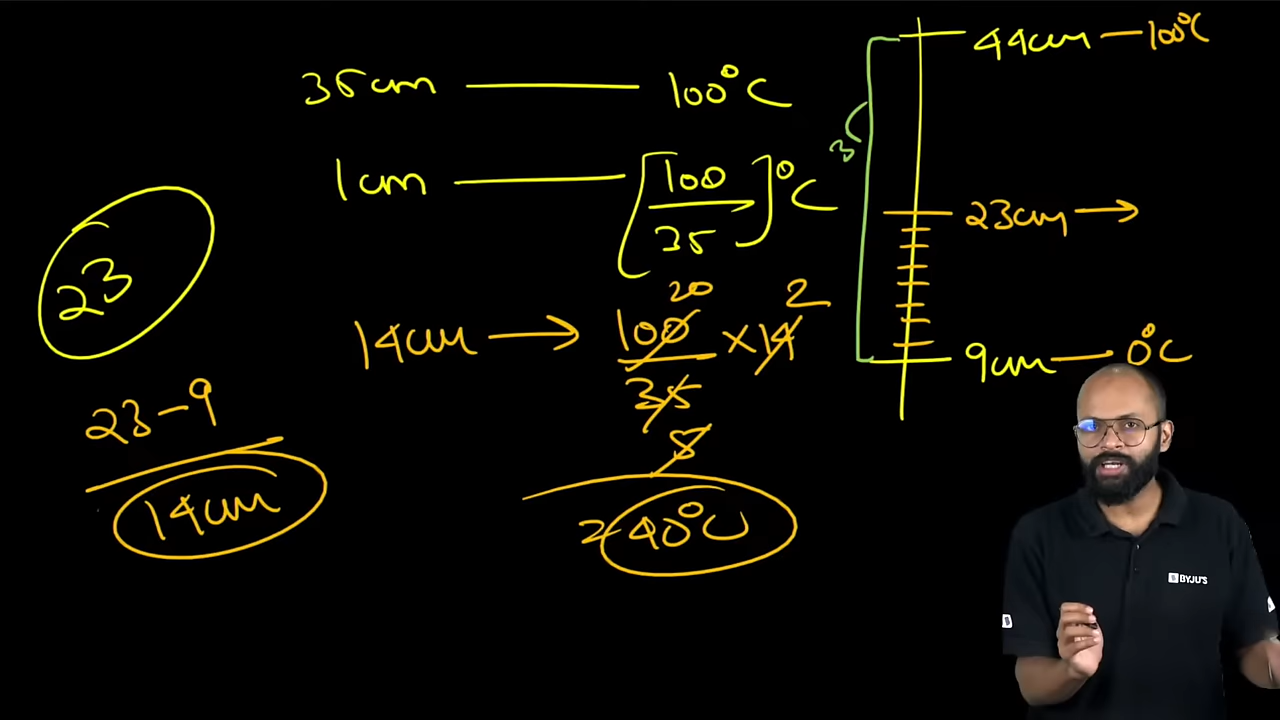 35cm — 100°C
1cm — [100/35]°C
23
14cm → 100/35 × 14
20
2
5
23-9
14cm
= 40°C
44cm — 100°C
35
23cm →
9cm — 0°C
BYJU'S